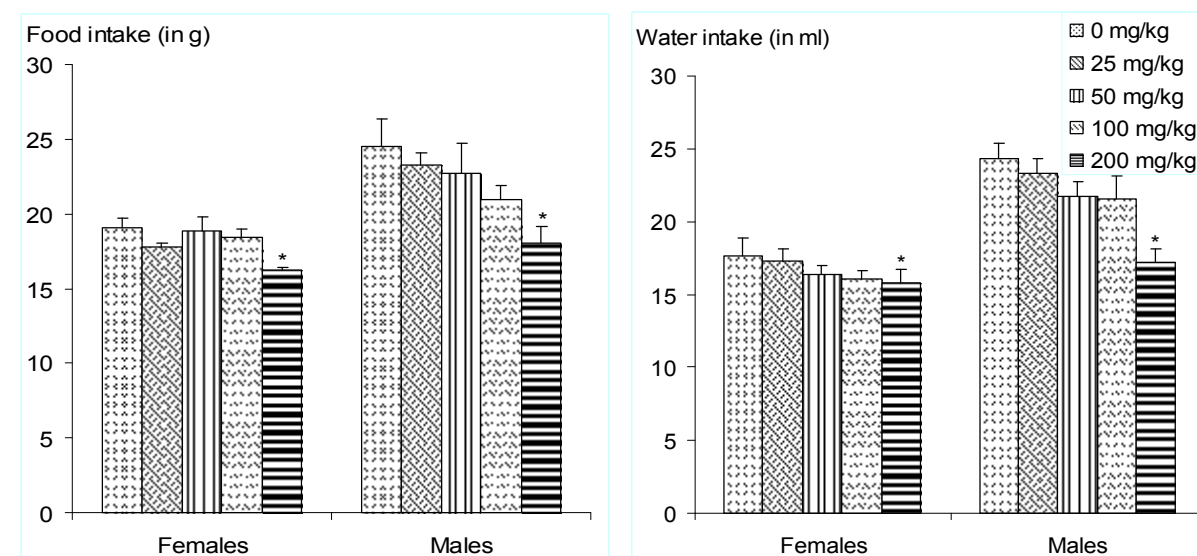 Food intake (in g)
30
25
20
15
10
5
0
*
*
Females
Males
Water intake (in ml)
30
25
20
15
10
5
0
*
*
Females
Males
0 mg/kg
25 mg/kg
50 mg/kg
100 mg/kg
200 mg/kg